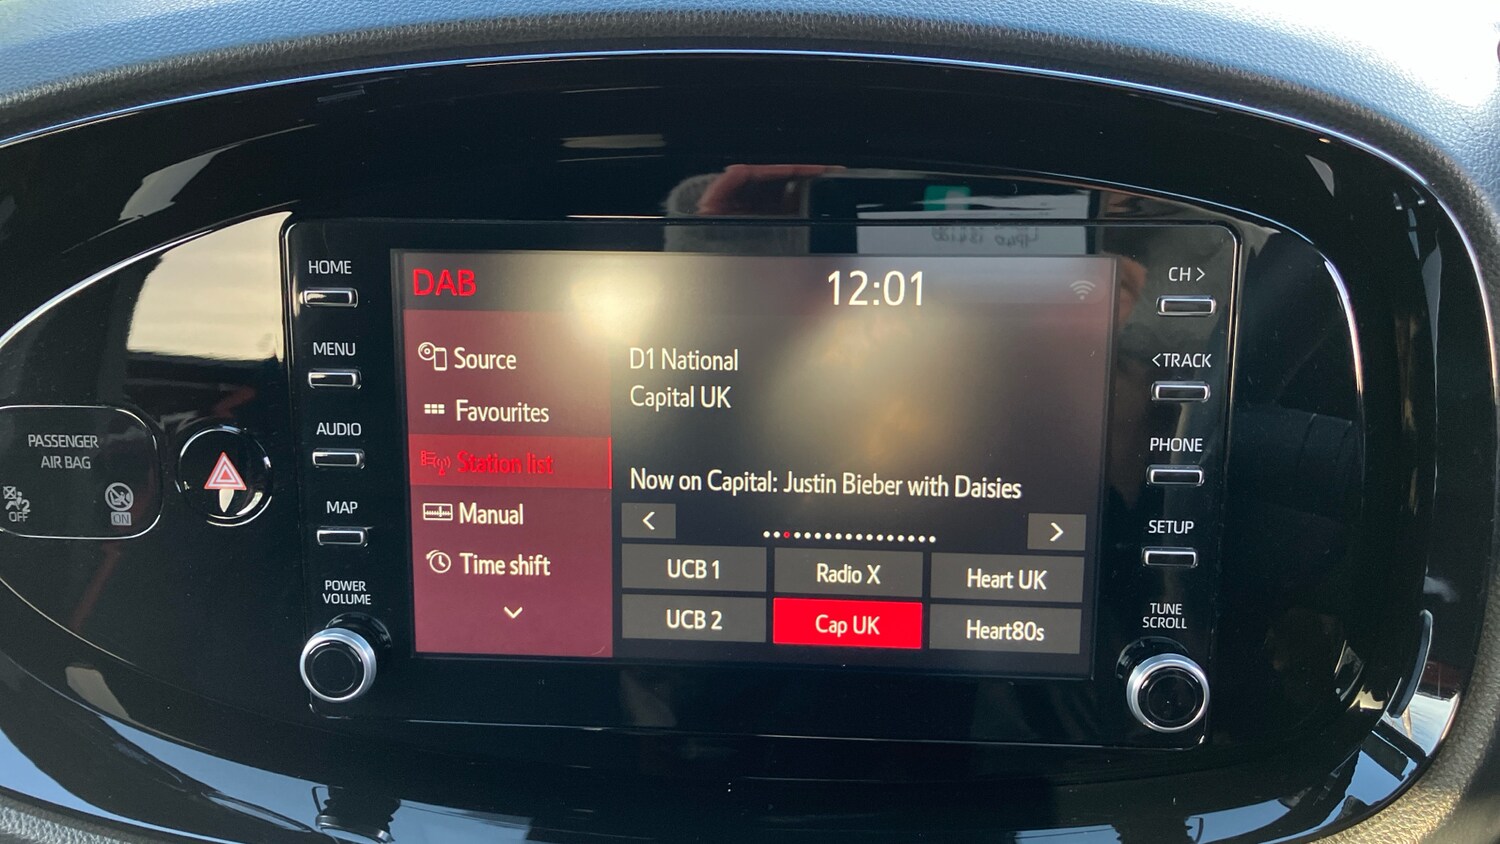 HOME
MENU
AUDIO
MAP
POWER
VOLUME
PASSENGER
AIR BAG
2
OFF
ON
DAB
12:01
Source
Favourites
Station list
Manual
Time shift
D1 National
Capital UK
Now on Capital: Justin Bieber with Daisies
<
>
UCB 1
Radio X
Heart UK
UCB 2
Cap UK
Heart80s
CH >
<TRACK
PHONE
SETUP
TUNE
SCROLL